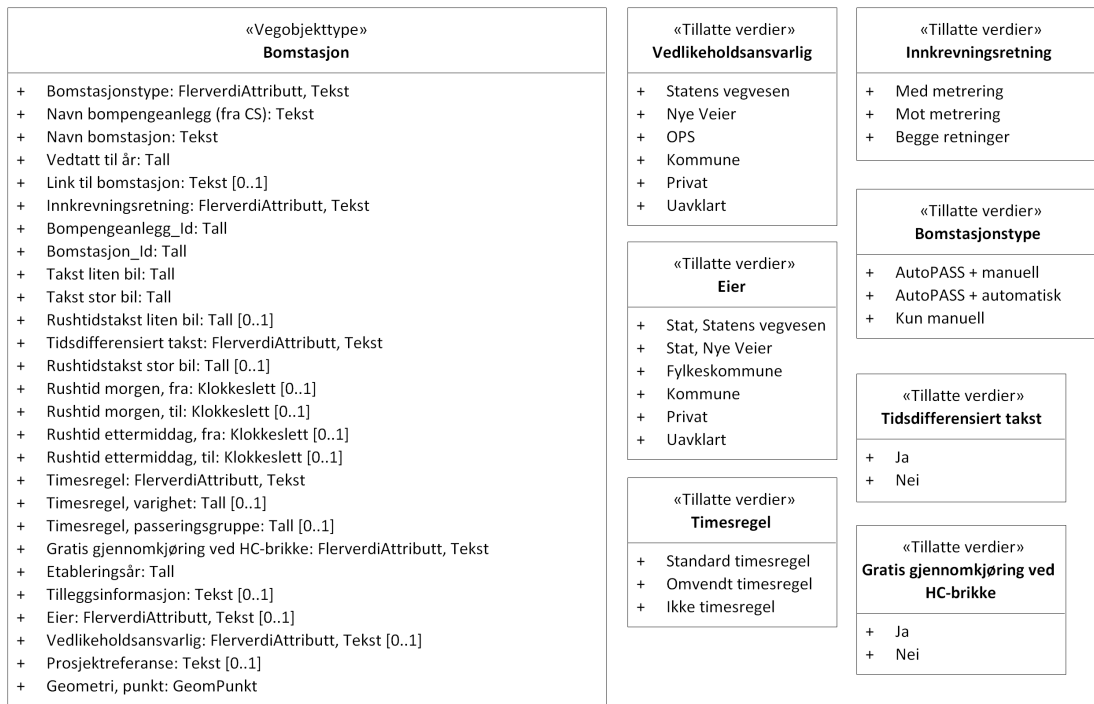 «Vegobjekttype»
Bomstasjon
+ Bomstasjonstype: FlerverdiAttributt, Tekst
+ Navn bompengeanlegg (fra CS): Tekst
+ Navn bomstasjon: Tekst
+ Vedtatt til år: Tall
+ Link til bomstasjon: Tekst [0..1]
+ Innkrevningsretning: FlerverdiAttributt, Tekst
+ Bompengeanlegg_Id: Tall
+ Bomstasjon_Id: Tall
+ Takst liten bil: Tall
+ Takst stor bil: Tall
+ Rushtidstakst liten bil: Tall [0..1]
+ Tidsdifferensiert takst: FlerverdiAttributt, Tekst
+ Rushtidstakst stor bil: Tall [0..1]
+ Rushtid morgen, fra: Klokkeslett [0..1]
+ Rushtid morgen, til: Klokkeslett [0..1]
+ Rushtid ettermiddag, fra: Klokkeslett [0..1]
+ Rushtid ettermiddag, til: Klokkeslett [0..1]
+ Timesregel: FlerverdiAttributt, Tekst
+ Timesregel, varighet: Tall [0..1]
+ Timesregel, passeringsgruppe: Tall [0..1]
+ Gratis gjennomkjøring ved HC-brikke: FlerverdiAttributt, Tekst
+ Etableringsår: Tall
+ Tilleggsinformasjon: Tekst [0..1]
+ Eier: FlerverdiAttributt, Tekst [0..1]
+ Vedlikeholdsansvarlig: FlerverdiAttributt, Tekst [0..1]
+ Prosjektreferanse: Tekst [0..1]
+ Geometri, punkt: GeomPunkt
«Tillatte verdier»
Vedlikeholdsansvarlig
+ Statens vegvesen
+ Nye Veier
+ OPS
+ Kommune
+ Privat
+ Uavklart
«Tillatte verdier»
Eier
+ Stat, Statens vegvesen
+ Stat, Nye Veier
+ Fylkeskommune
+ Kommune
+ Privat
+ Uavklart
«Tillatte verdier»
Timesregel
+ Standard timesregel
+ Omvendt timesregel
+ Ikke timesregel
«Tillatte verdier»
Innkrevningsretning
+ Med metrering
+ Mot metrering
+ Begge retninger
«Tillatte verdier»
Bomstasjonstype
+ AutoPASS + manuell
+ AutoPASS + automatisk
+ Kun manuell
«Tillatte verdier»
Tidsdifferensiert takst
+ Ja
+ Nei
«Tillatte verdier»
Gratis gjennomkjøring ved
HC-brikke
+ Ja
+ Nei